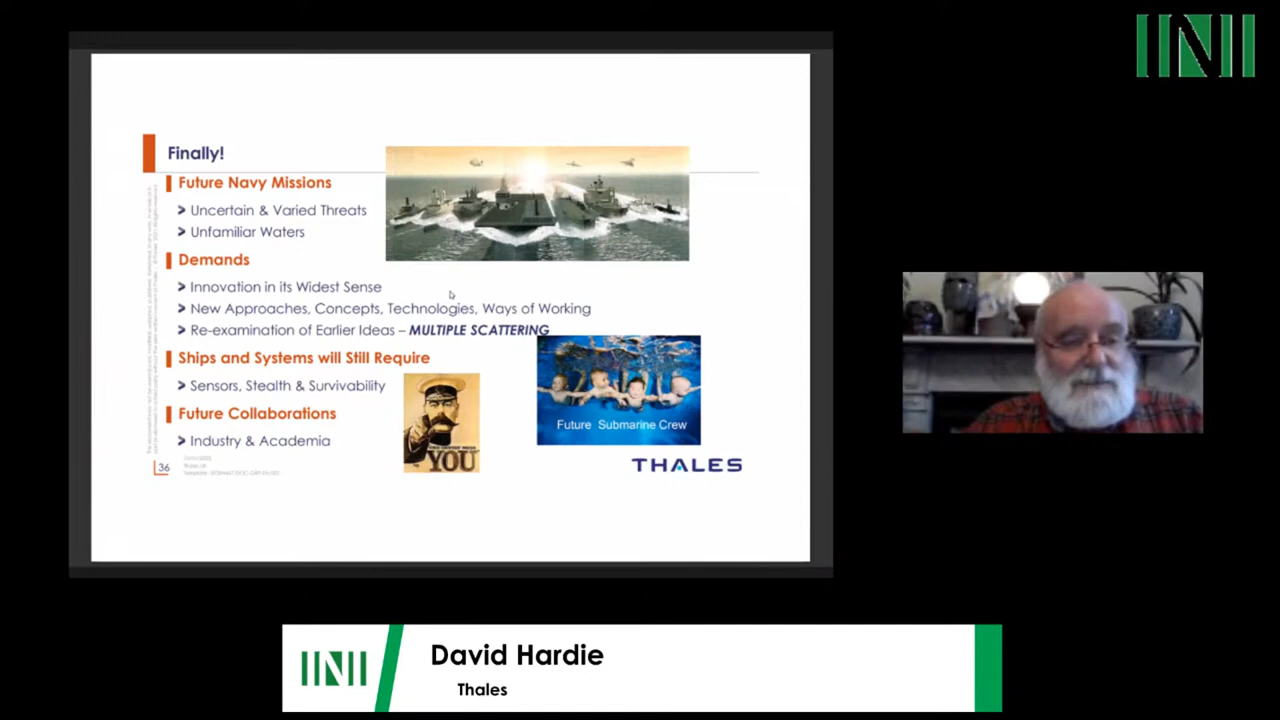 INI
Finally!
Future Navy Missions
Uncertain & Varied Threats
Unfamiliar Waters
Demands
Innovation in its Widest Sense
New Approaches, Concepts, Technologies, Ways of Working
Re-examination of Earlier Ideas – MULTIPLE SCATTERING
Ships and Systems will Still Require
Sensors, Stealth & Survivability
Future Collaborations
Industry & Academia
YOU
Future Submarine Crew
36
THALES
INI
David Hardie
Thales